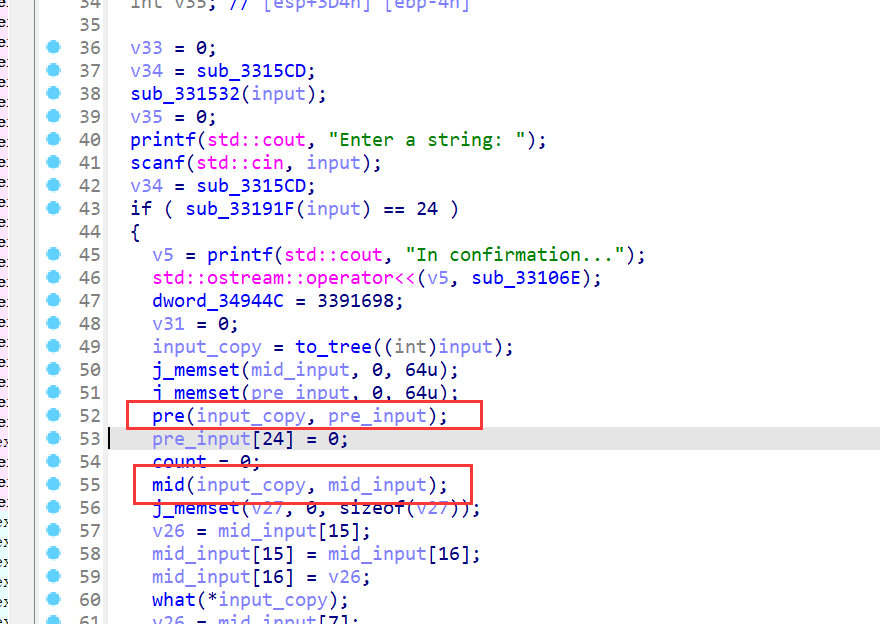 34 int v35; // [esp+3D4h] [ebp-4h]
35
36 v33 = 0;
37 v34 = sub_3315CD;
38 sub_331532(input);
39 v35 = 0;
40 printf(std::cout, "Enter a string: ");
41 scanf(std::cin, input);
42 v34 = sub_3315CD;
43 if ( sub_33191F(input) == 24 )
44 {
45 v5 = printf(std::cout, "In confirmation...");
46 std::ostream::operator<<(v5, sub_33106E);
47 dword_34944C = 3391698;
48 v31 = 0;
49 input_copy = to_tree((int)input);
50 j_memset(mid_input, 0, 64u);
51 j_memset(pre_input, 0, 64u);
52 pre(input_copy, pre_input);
53 pre_input[24] = 0;
54 count = 0;
55 mid(input_copy, mid_input);
56 j_memset(v27, 0, sizeof(v27));
57 v26 = mid_input[15];
58 mid_input[15] = mid_input[16];
59 mid_input[16] = v26;
60 what(*input_copy);
61 v26 = mid_input[7];